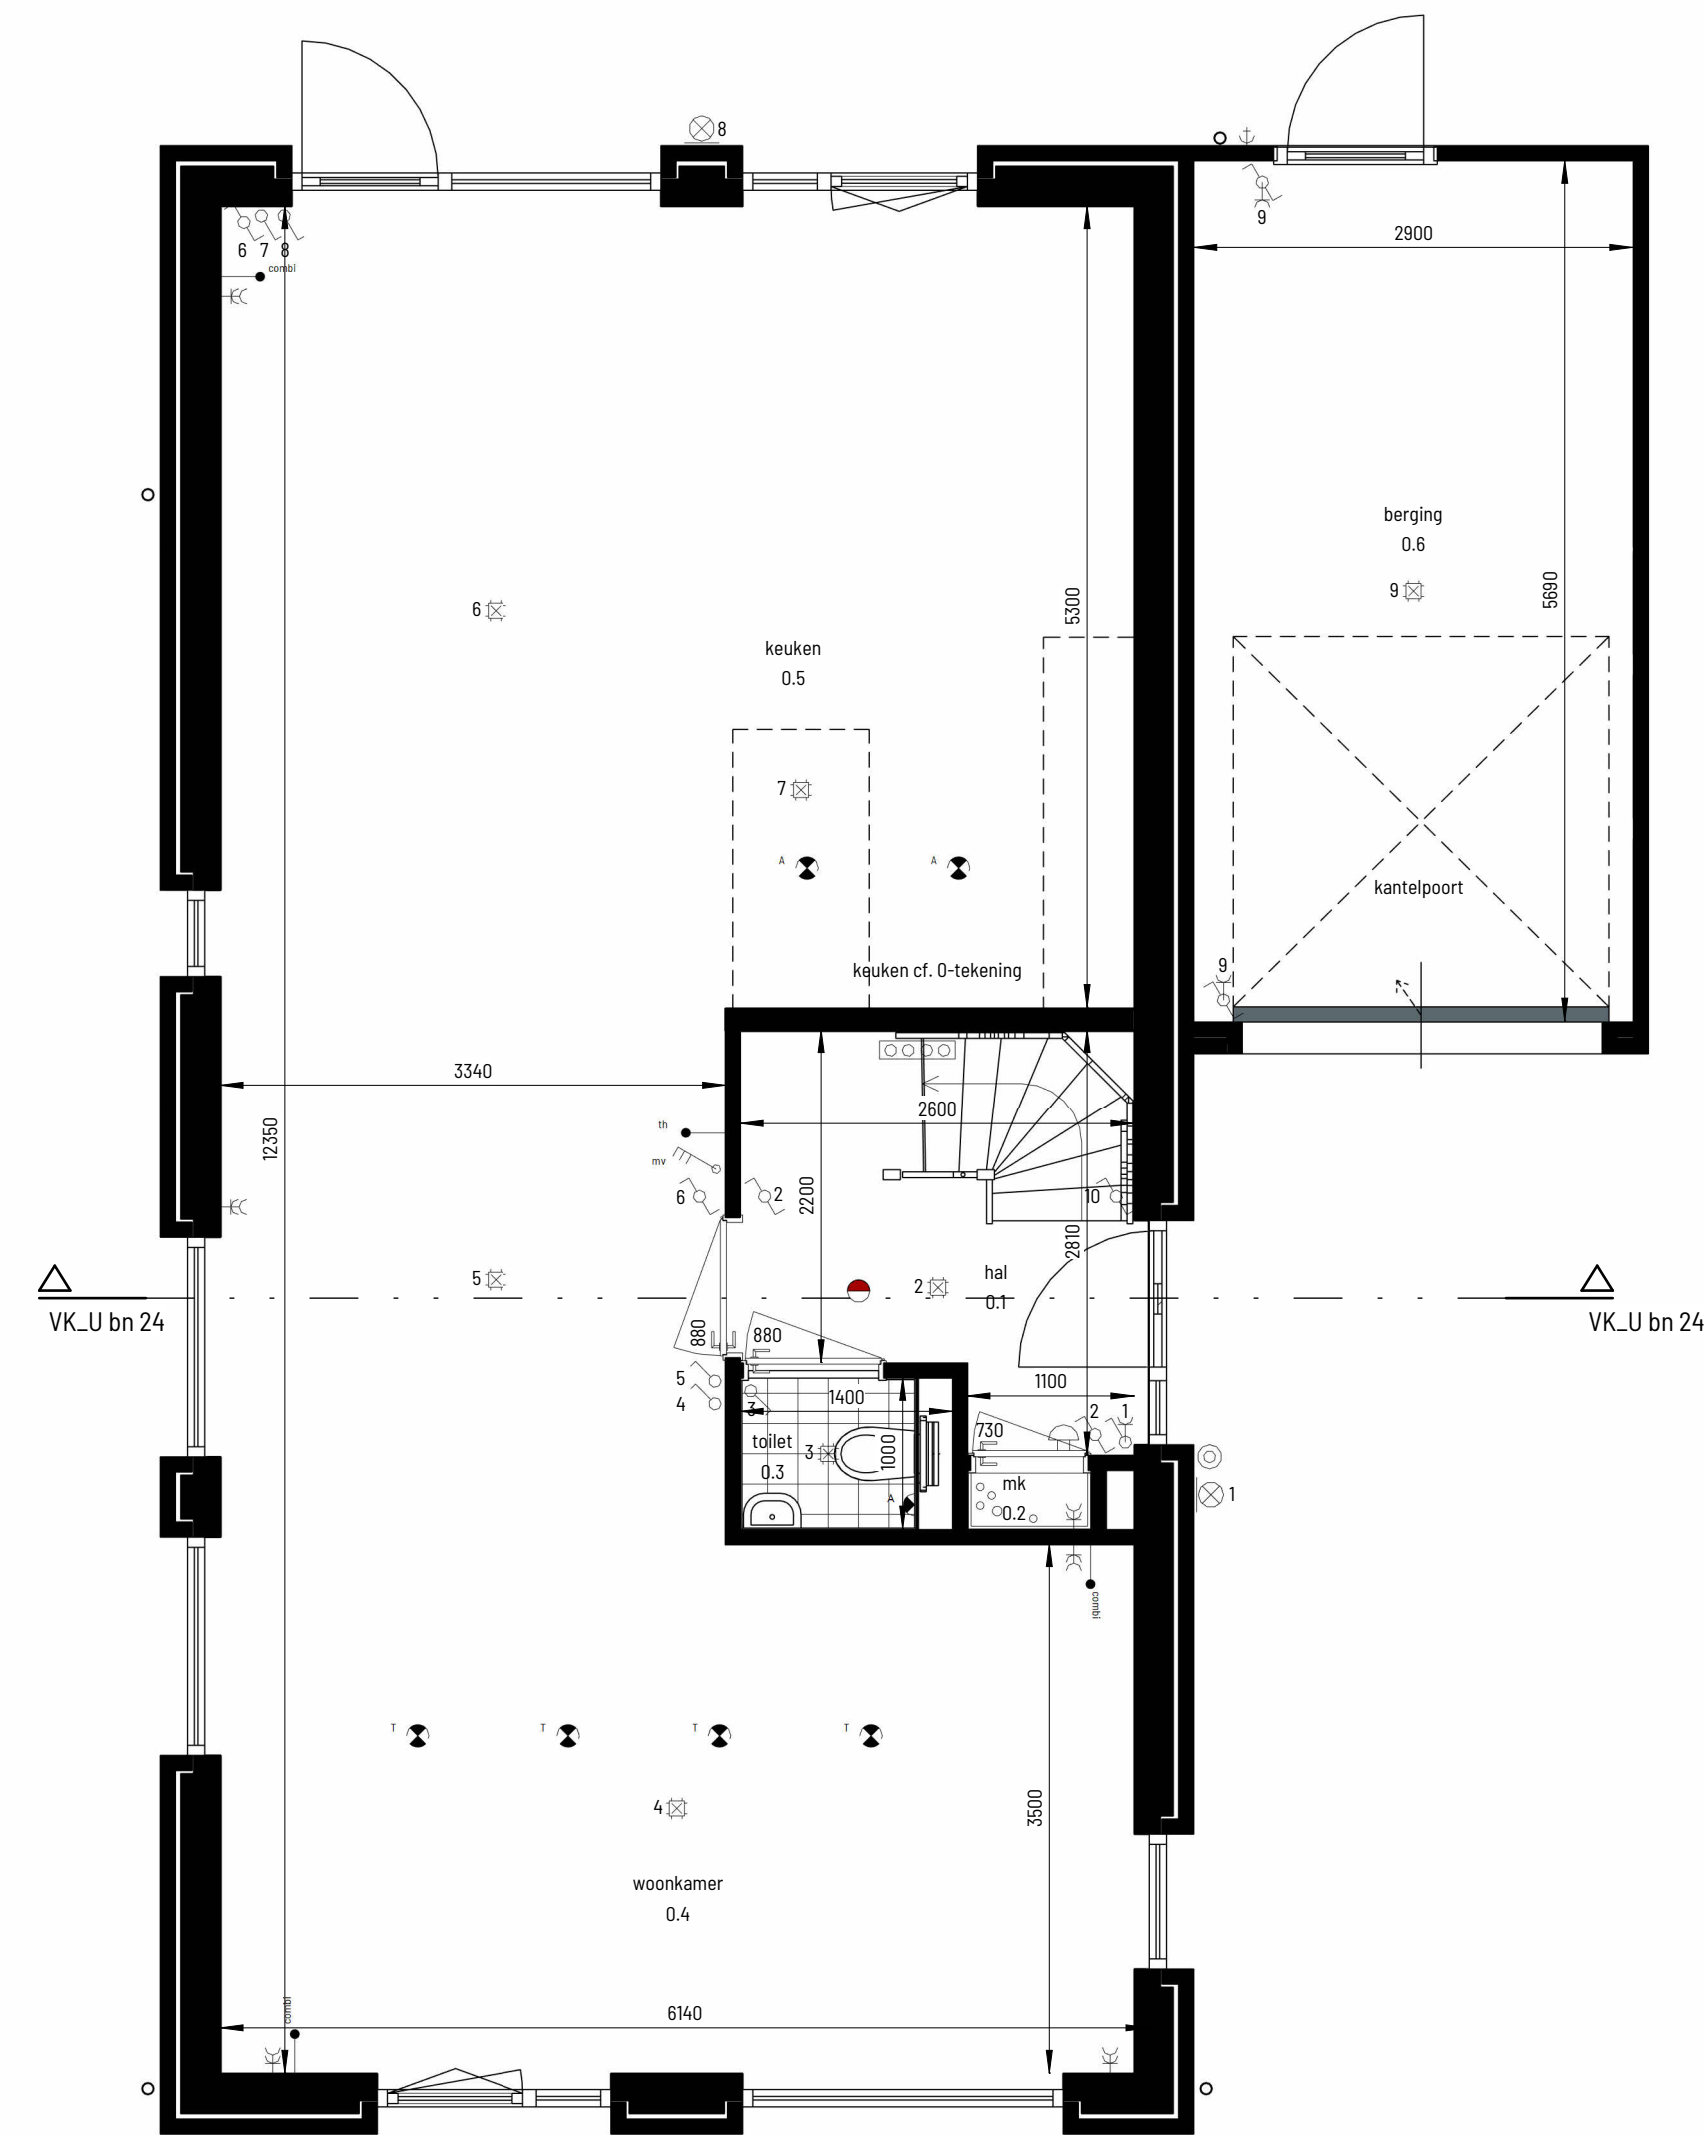 8
6 7 8
combi
9
2900
berging
0.6
9
5690
6
5300
keuken
0.5
7
A
A
kantelpoort
keuken cf. 0-tekening
9
3340
12350
2600
th
mv
6
2
2200
10
2810
5
hal
0.1
2
VK_U bn 24
VK_U bn 24
880
880
5
4
3
1400
1100
2
1
730
toilet
0.3
3
1000
mk
0.2
A
1
combi
T
T
T
T
4
3500
woonkamer
0.4
6140
combi